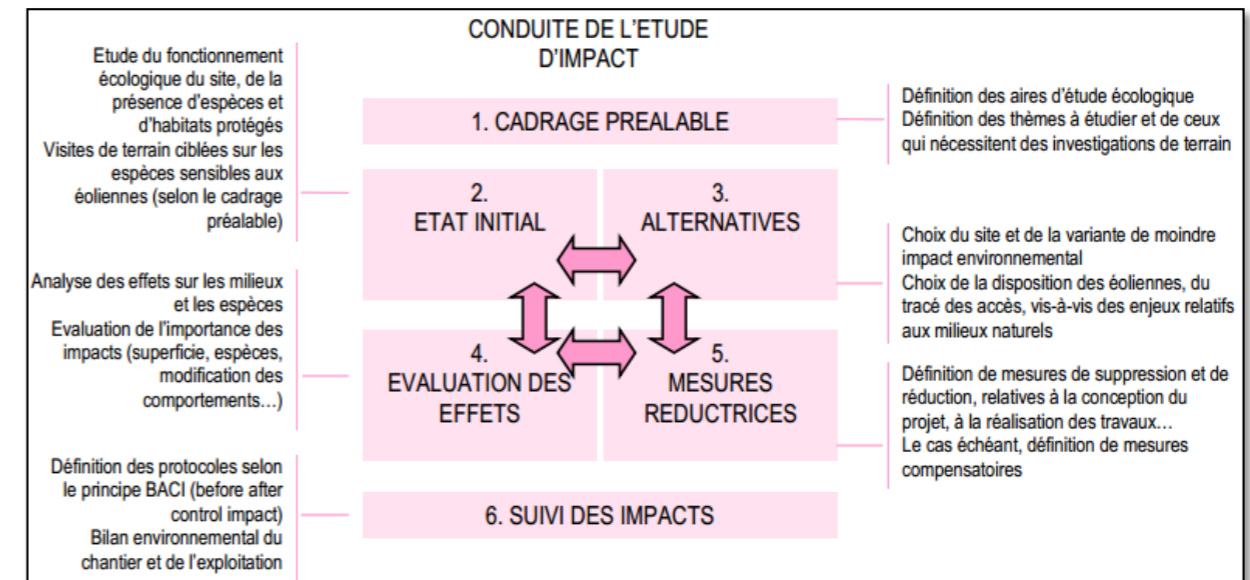 CONDUITE DE L'ETUDE
D'IMPACT
Etude du fonctionnement
écologique du site, de la
présence d'espèces et
d'habitats protégés
Visites de terrain ciblées sur les
espèces sensibles aux
éoliennes (selon le cadrage
préalable)
1. CADRAGE PREALABLE
Définition des aires d'étude écologique
Définition des thèmes à étudier et de ceux
qui nécessitent des investigations de terrain
2.
ETAT INITIAL
3.
ALTERNATIVES
Choix du site et de la variante de moindre
impact environnemental
Choix de la disposition des éoliennes, du
tracé des accès, vis-à-vis des enjeux relatifs
aux milieux naturels
Analyse des effets sur les milieux
et les espèces
Evaluation de l'importance des
impacts (superficie, espèces,
modification des
comportements…)
4.
EVALUATION DES
EFFETS
5.
MESURES
REDUCTRICES
Définition de mesures de suppression et de
réduction, relatives à la conception du
projet, à la réalisation des travaux…
Le cas échéant, définition de mesures
compensatoires
Définition des protocoles selon
le principe BACI (before after
control impact)
Bilan environnemental du
chantier et de l'exploitation
6. SUIVI DES IMPACTS